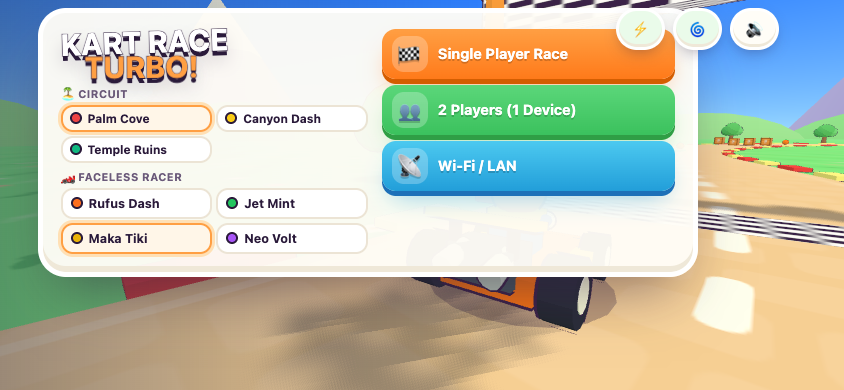 KART RACE
TURBO!
CIRCUIT
Palm Cove
Canyon Dash
Temple Ruins
FACELESS RACER
Rufus Dash
Jet Mint
Maka Tiki
Neo Volt
Single Player Race
2 Players (1 Device)
Wi-Fi / LAN